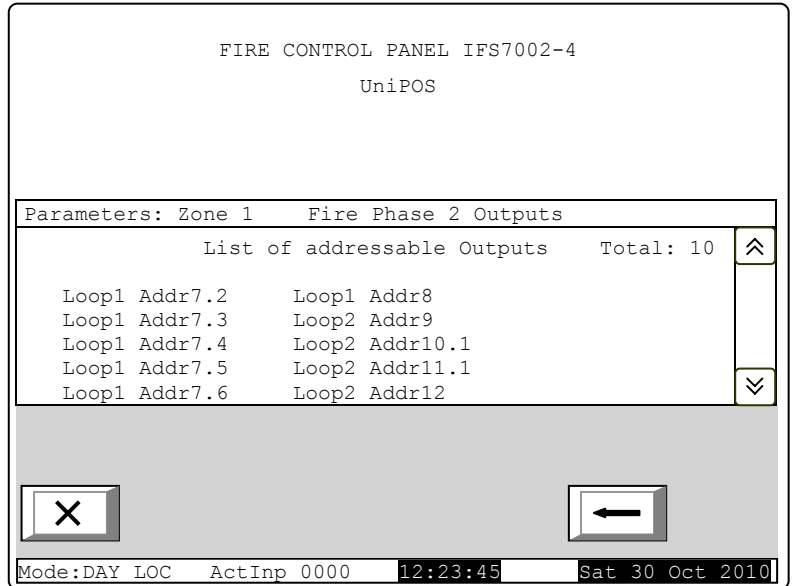 FIRE CONTROL PANEL IFS7002-4
UniPOS
Parameters: Zone 1 Fire Phase 2 Outputs
List of addressable Outputs Total: 10
Loop1 Addr7.2 Loop1 Addr8
Loop1 Addr7.3 Loop2 Addr9
Loop1 Addr7.4 Loop2 Addr10.1
Loop1 Addr7.5 Loop2 Addr11.1
Loop1 Addr7.6 Loop2 Addr12
Mode:DAY LOC ActInp 0000 12:23:45 Sat 30 Oct 2010